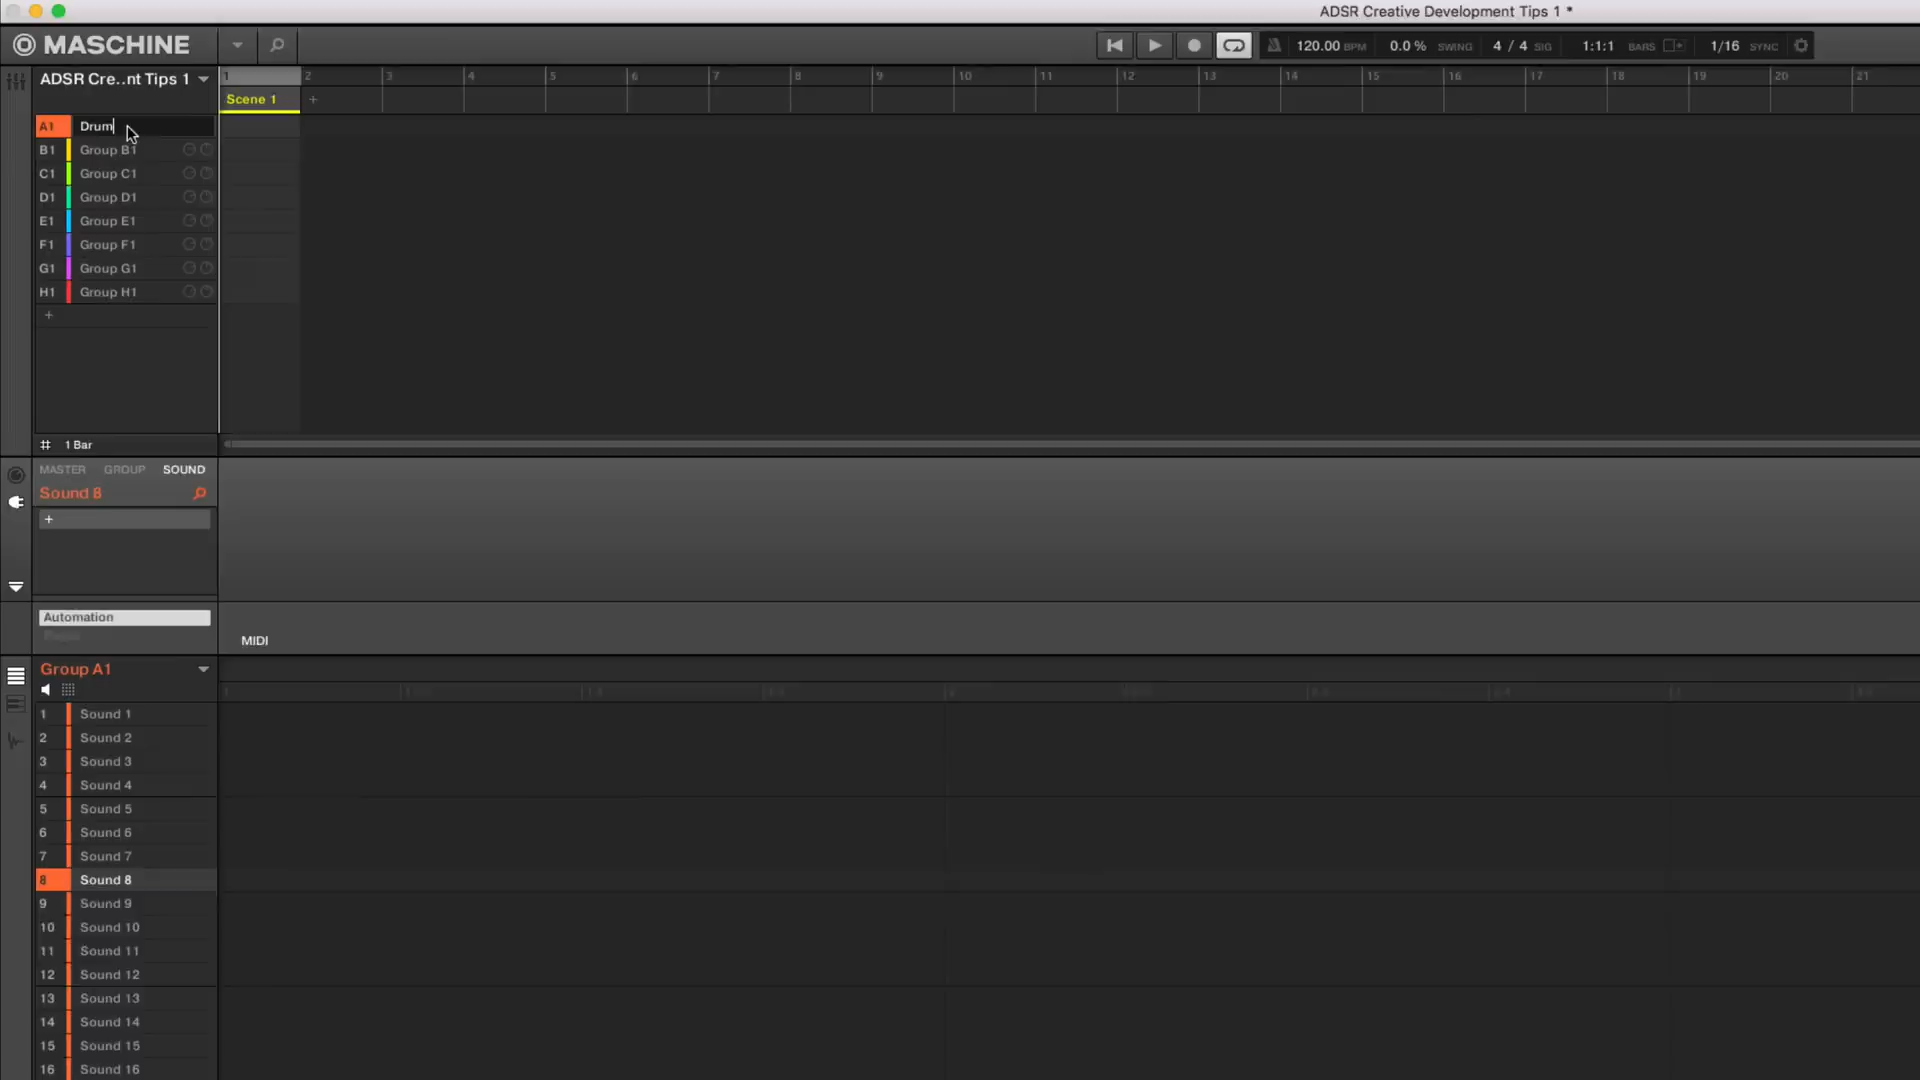 ADSR Creative Development Tips 1 *
MASCHINE
120.00 BPM 0.0 % SWING 4 / 4 SIG 1:1:1 BARS 1/16 SYNC
ADSR Cre..nt Tips 1
1 2 3 4 5 6 7 8 9 10 11 12 13 14 15 16 17 18 19 20 21
Scene 1 +
A1 Drum
B1 Group B1
C1 Group C1
D1 Group D1
E1 Group E1
F1 Group F1
G1 Group G1
H1 Group H1
+
1 Bar
MASTER GROUP SOUND
Sound 8
+
Automation
MIDI
Group A1
1
1 Sound 1
2 Sound 2
3 Sound 3
4 Sound 4
5 Sound 5
6 Sound 6
7 Sound 7
8 Sound 8
9 Sound 9
10 Sound 10
11 Sound 11
12 Sound 12
13 Sound 13
14 Sound 14
15 Sound 15
16 Sound 16